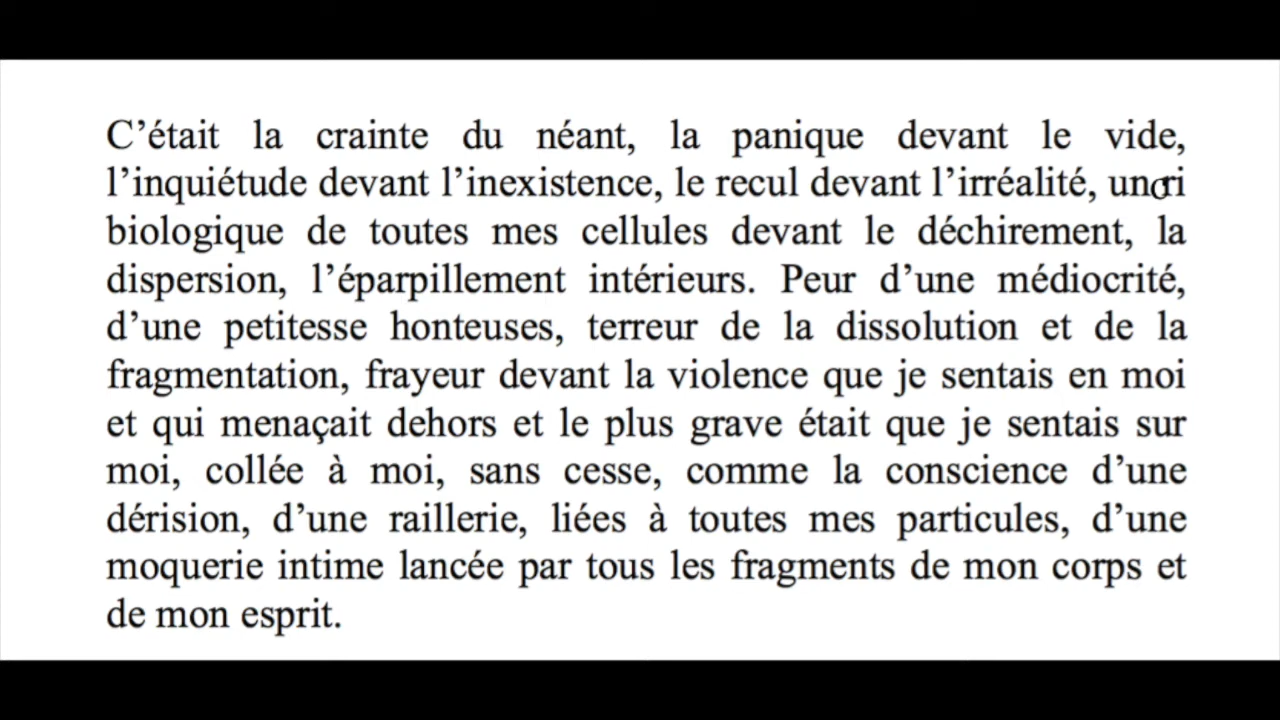 C’était la crainte du néant, la panique devant le vide,
l’inquiétude devant l’inexistence, le recul devant l’irréalité, un cri
biologique de toutes mes cellules devant le déchirement, la
dispersion, l’éparpillement intérieurs. Peur d’une médiocrité,
d’une petitesse honteuses, terreur de la dissolution et de la
fragmentation, frayeur devant la violence que je sentais en moi
et qui menaçait dehors et le plus grave était que je sentais sur
moi, collée à moi, sans cesse, comme la conscience d’une
dérision, d’une raillerie, liées à toutes mes particules, d’une
moquerie intime lancée par tous les fragments de mon corps et
de mon esprit.